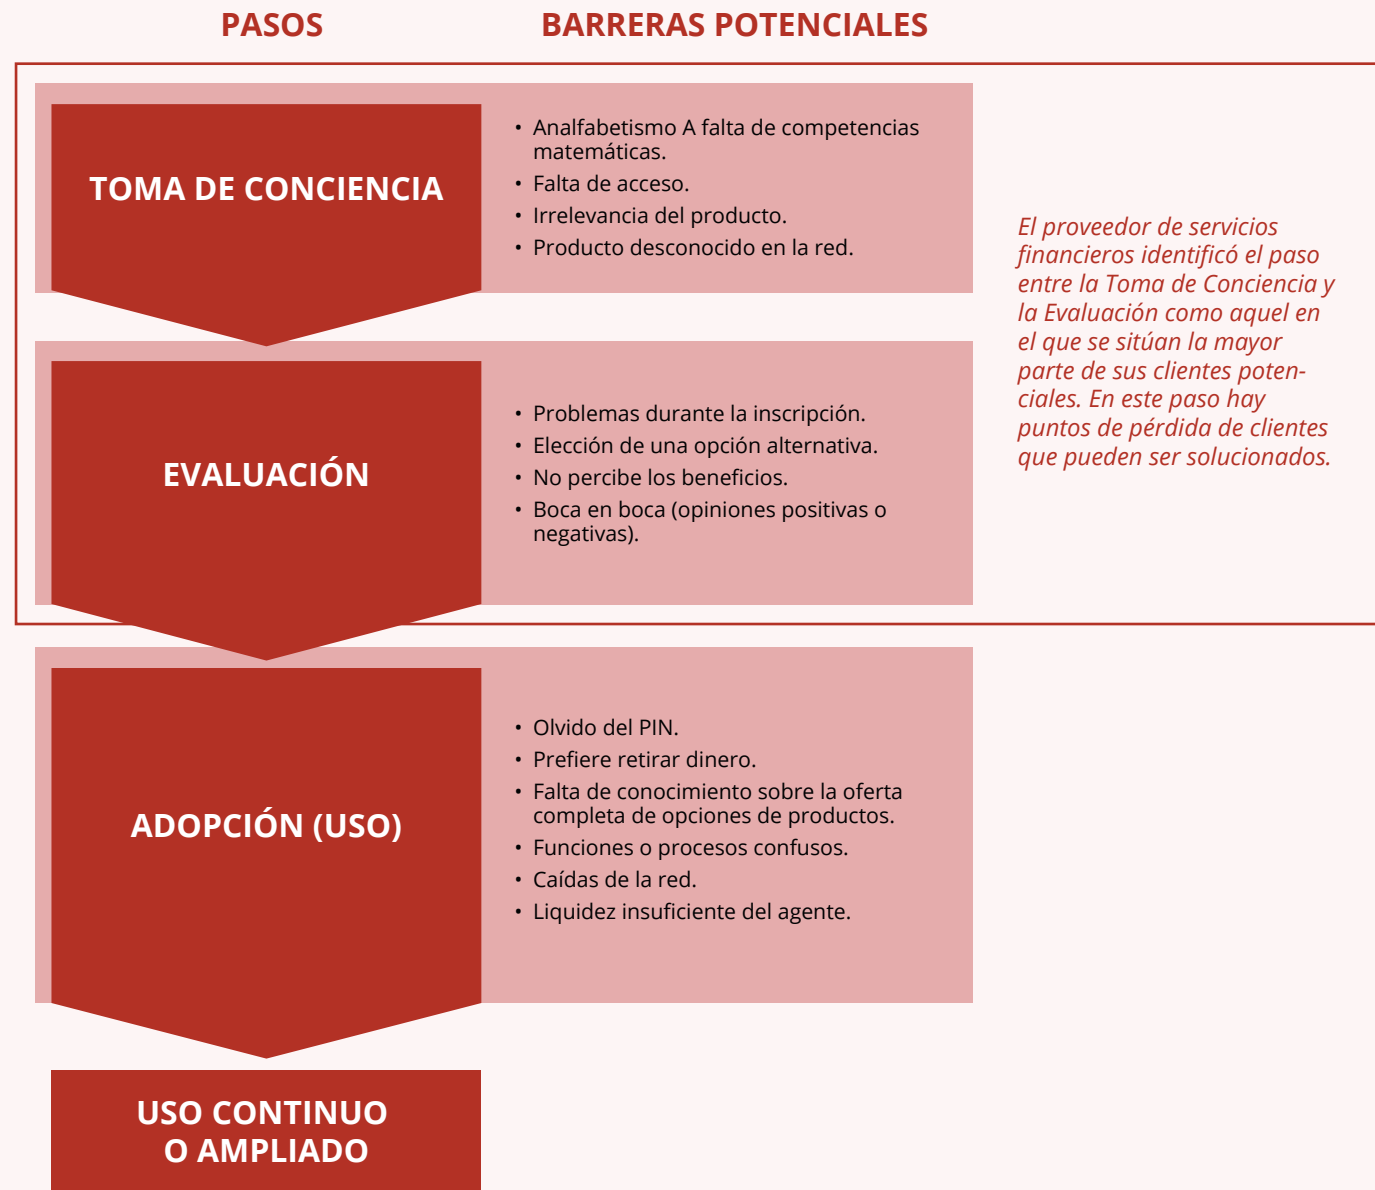 PASOS
BARRERAS POTENCIALES
TOMA DE CONCIENCIA
• Analfabetismo A falta de competencias
matemáticas.
• Falta de acceso.
• Irrelevancia del producto.
• Producto desconocido en la red.
El proveedor de servicios
financieros identificó el paso
entre la Toma de Conciencia y
la Evaluación como aquel en
el que se sitúan la mayor
parte de sus clientes poten-
ciales. En este paso hay
puntos de pérdida de clientes
que pueden ser solucionados.
EVALUACIÓN
• Problemas durante la inscripción.
• Elección de una opción alternativa.
• No percibe los beneficios.
• Boca en boca (opiniones positivas o
negativas).
ADOPCIÓN (USO)
• Olvido del PIN.
• Prefiere retirar dinero.
• Falta de conocimiento sobre la oferta
completa de opciones de productos.
• Funciones o procesos confusos.
• Caídas de la red.
• Liquidez insuficiente del agente.
USO CONTINUO
O AMPLIADO